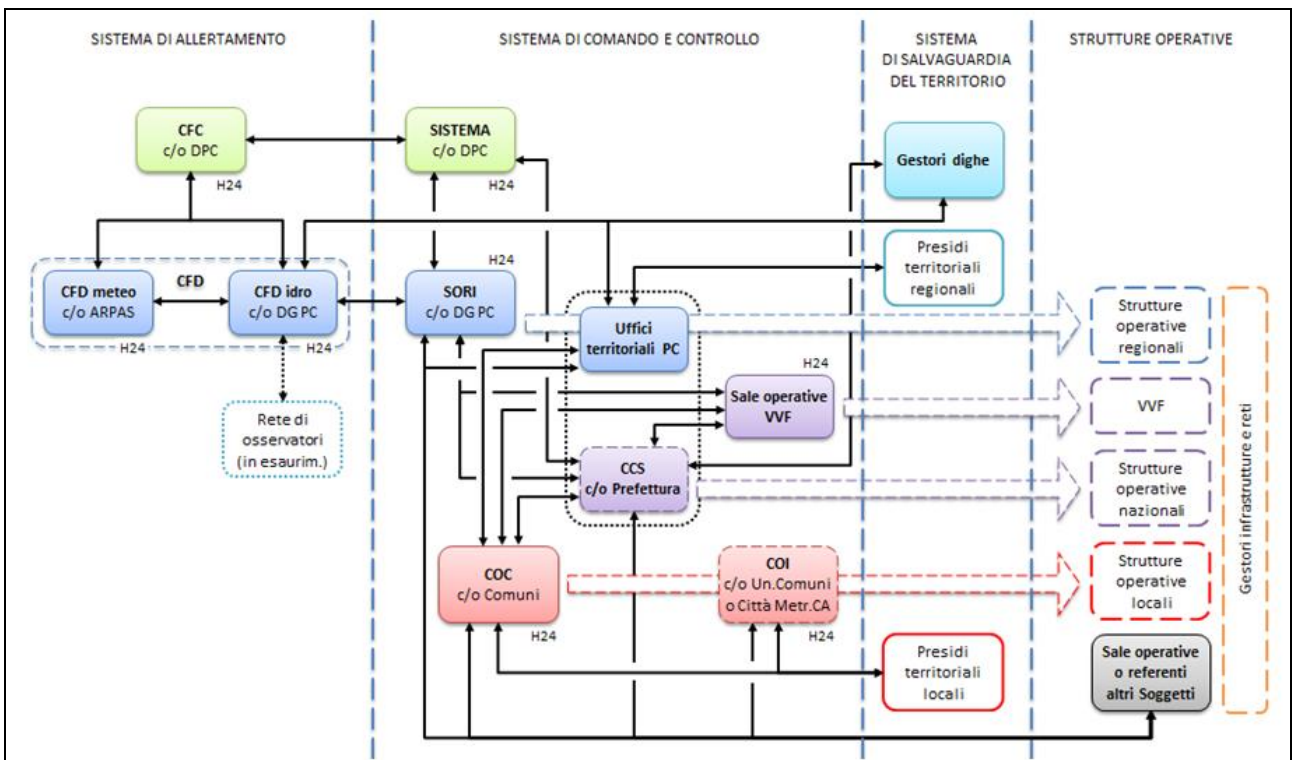 SISTEMA DI ALLERTAMENTO
SISTEMA DI COMANDO E CONTROLLO
SISTEMA
DI SALVAGUARDIA
DEL TERRITORIO
STRUTTURE OPERATIVE
CFC
c/o DPC
H24
SISTEMA
c/o DPC
H24
Gestori dighe
CFD meteo
c/o ARPAS
H24
CFD
CFD idro
c/o DG PC
H24
SORI
c/o DG PC
H24
Presidi
territoriali
regionali
Uffici
territoriali PC
Strutture
operative
regionali
Rete di
osservatori
(in esaurim.)
H24
Sale operative
VVF
VVF
CCS
c/o Prefettura
Strutture
operative
nazionali
COC
c/o Comuni
H24
COI
c/o Un.Comuni
o Città Metr.CA
H24
Strutture
operative
locali
Presidi
territoriali
locali
Sale operative
o referenti
altri Soggetti
Gestori infrastrutture e reti